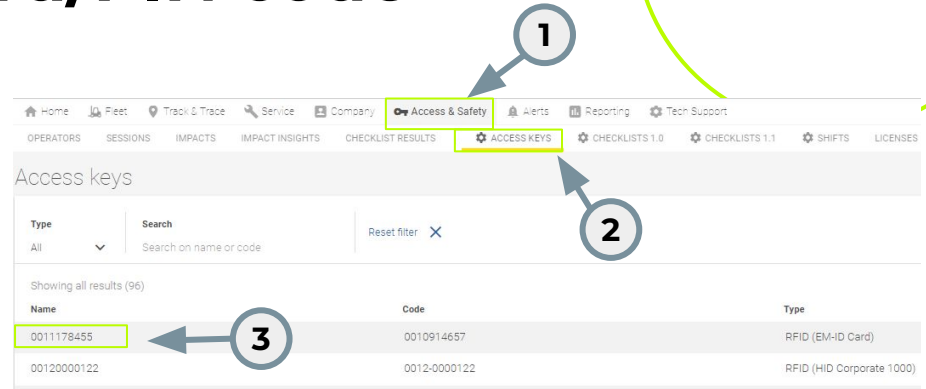 1
Home Fleet Track & Trace Service Company Access & Safety Alerts Reporting Tech Support
OPERATORS SESSIONS IMPACTS IMPACT INSIGHTS CHECKLIST RESULTS ACCESS KEYS CHECKLISTS 1.0 CHECKLISTS 1.1 SHIFTS LICENSES
Access keys
2
Type Search
Reset filter
All Search on name or code
Showing all results (96)
Name Code Type
0011178455 3 0010914657 RFID (EM-ID Card)
00120000122 0012-0000122 RFID (HID Corporate 1000)